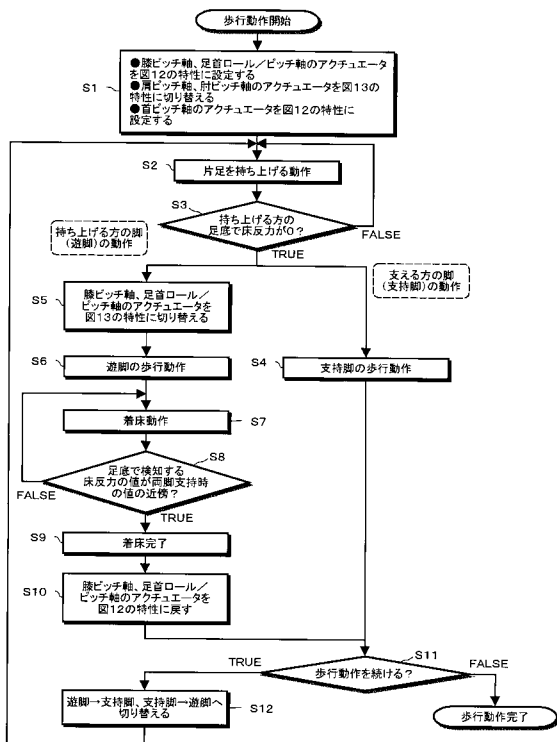 歩行動作開始
S1
●膝ピッチ軸、足首ロール／ピッチ軸のアクチュエータ
を図12の特性に設定する
●肩ピッチ軸、肘ピッチ軸のアクチュエータを図13の
特性に切り替える
●首ピッチ軸のアクチュエータを図12の特性に
設定する
S2
片足を持ち上げる動作
S3
持ち上げる方の
足底で床反力が0？
FALSE
TRUE
持ち上げる方の脚
(遊脚)の動作
支える方の脚
(支持脚)の動作
S5
膝ピッチ軸、足首ロール／
ピッチ軸のアクチュエータを
図13の特性に切り替える
S6
遊脚の歩行動作
S4
支持脚の歩行動作
着床動作
S7
S8
足底で検知する
床反力の値が両脚支持時
の値の近傍？
FALSE
TRUE
S9
着床完了
S10
膝ピッチ軸、足首ロール／
ピッチ軸のアクチュエータを
図12の特性に戻す
S11
歩行動作を続ける？
TRUE
FALSE
遊脚→支持脚、支持脚→遊脚へ
切り替える
S12
歩行動作完了